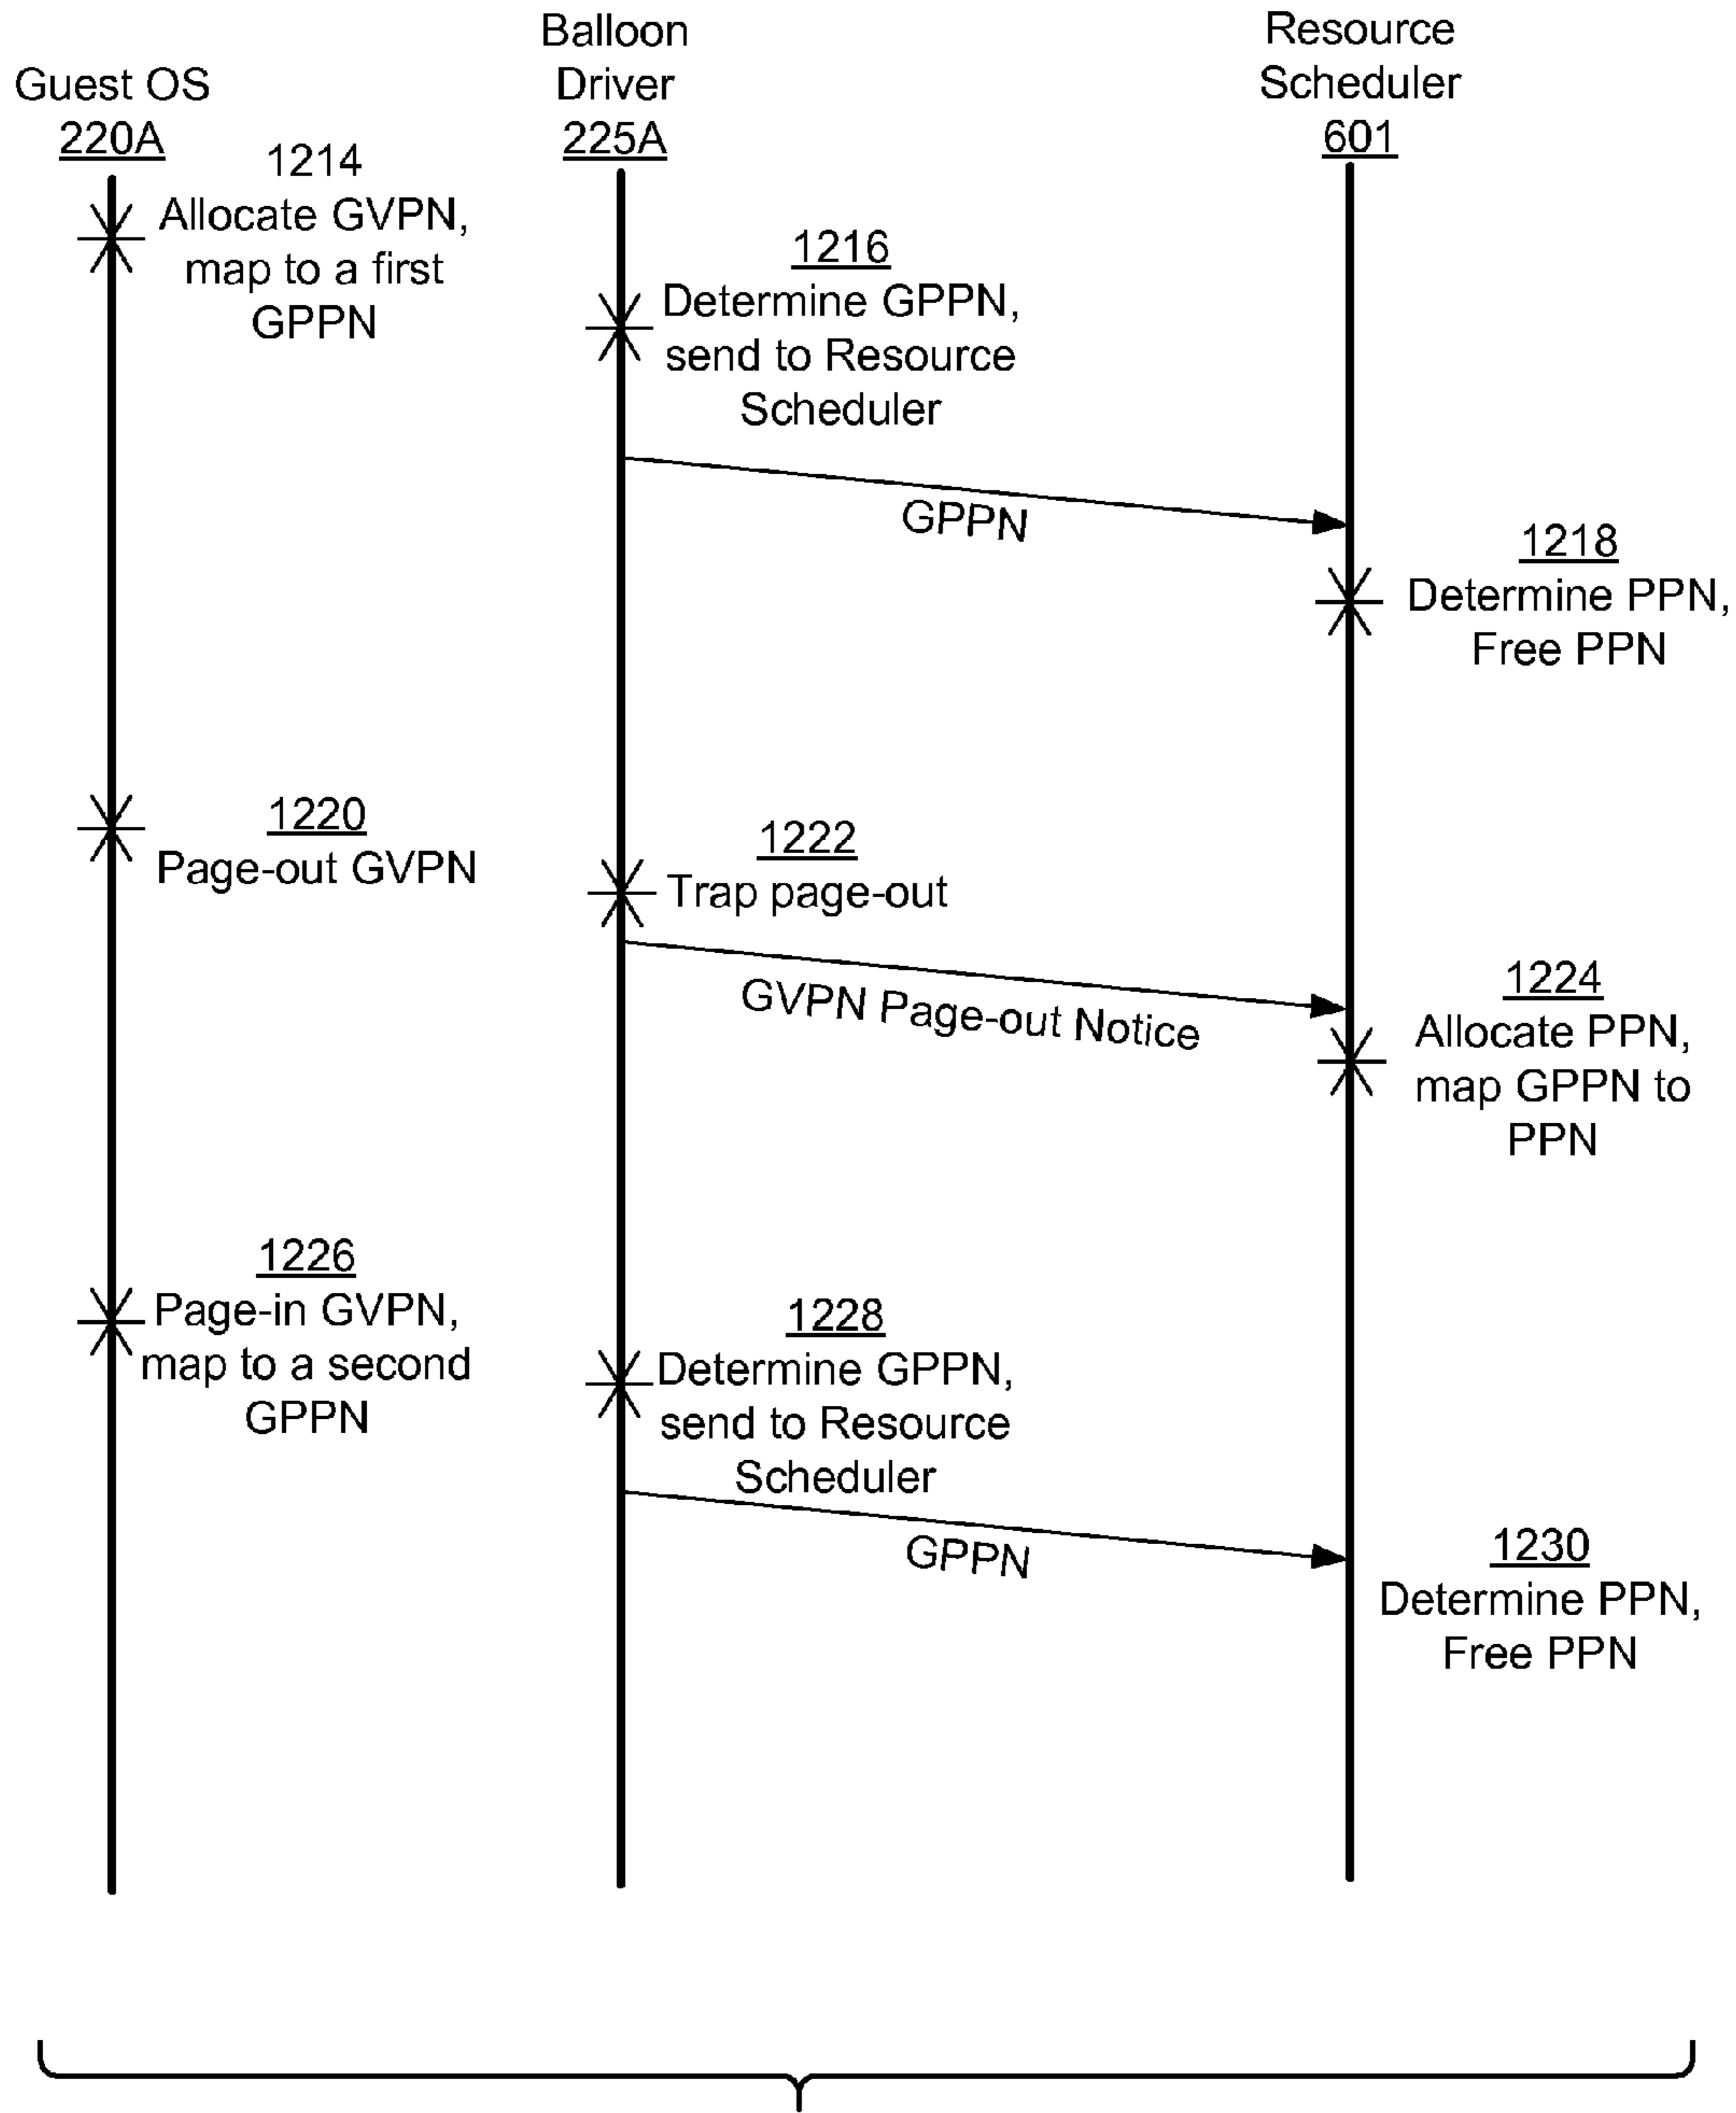 Guest OS
220A
Balloon
Driver
225A
Resource
Scheduler
601
1214
Allocate GVPN,
map to a first
GPPN
1216
Determine GPPN,
send to Resource
Scheduler
GPPN
1218
Determine PPN,
Free PPN
1220
Page-out GVPN
1222
Trap page-out
GVPN Page-out Notice
1224
Allocate PPN,
map GPPN to
PPN
1226
Page-in GVPN,
map to a second
GPPN
1228
Determine GPPN,
send to Resource
Scheduler
GPPN
1230
Determine PPN,
Free PPN